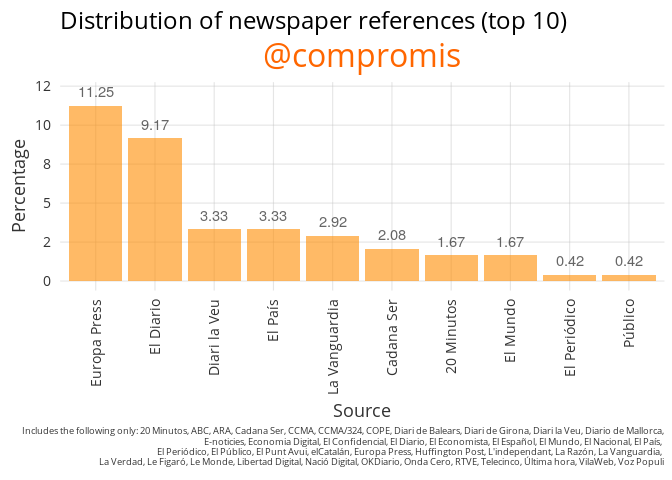 Distribution of newspaper references (top 10)
@compromis
12
10
8
5
2
0
Percentage
11.25
9.17
3.33
3.33
2.92
2.08
1.67
1.67
0.42
0.42
Europa Press
El Diario
Diari la Veu
El País
La Vanguardia
Cadana Ser
20 Minutos
El Mundo
El Periódico
Público
Source
Includes the following only: 20 Minutos, ABC, ARA, Cadana Ser, CCMA, CCMA/324, COPE, Diari de Balears, Diari de Girona, Diari la Veu, Diario de Mallorca,
E-noticies, Economia Digital, El Confidencial, El Diario, El Economista, El Español, El Mundo, El Nacional, El País,
El Periódico, El Público, El Punt Avui, elCatalán, Europa Press, Huffington Post, L'independant, La Razón, La Vanguardia,
La Verdad, Le Figaró, Le Monde, Libertad Digital, Nació Digital, OKDiario, Onda Cero, RTVE, Telecinco, Última hora, VilaWeb, Voz Populi